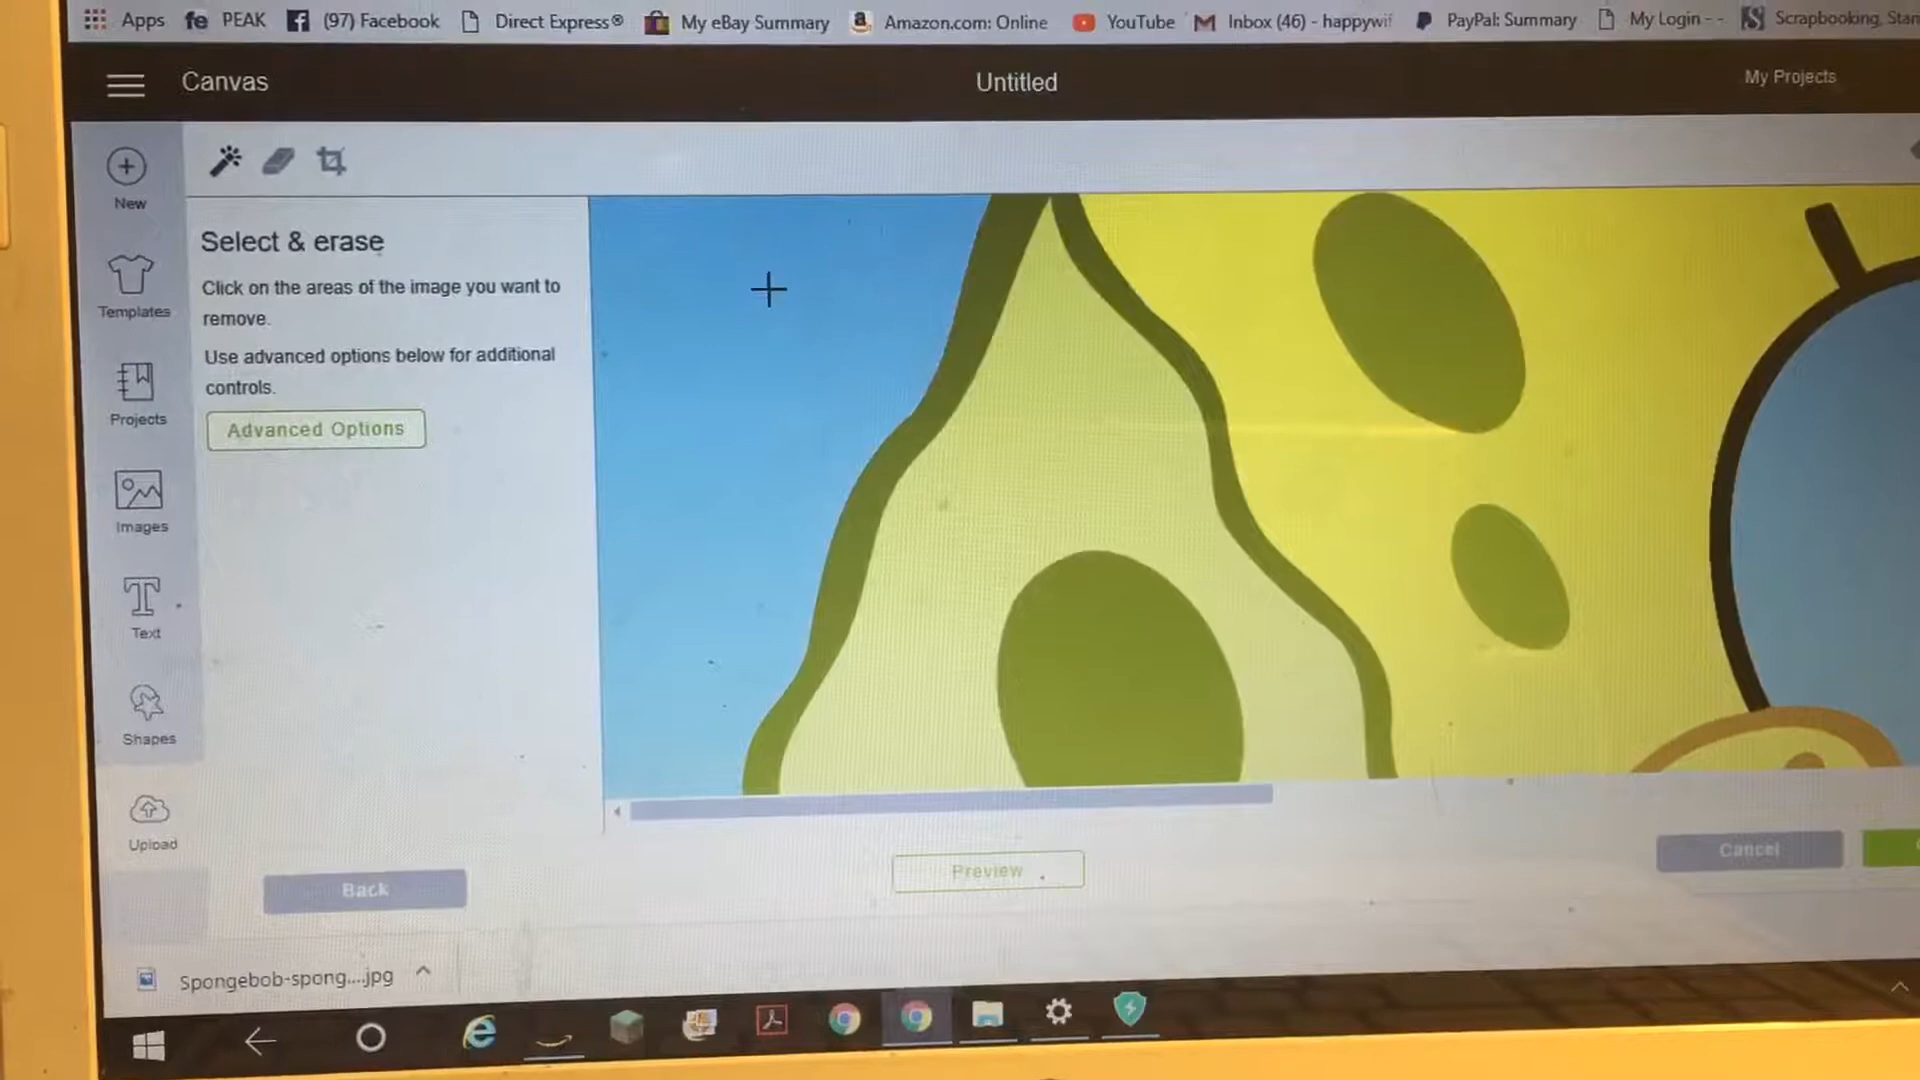 Apps PEAK (97) Facebook Direct Express® My eBay Summary Amazon.com: Online YouTube Inbox (46) - happywif PayPal: Summary My Login - - Scrapbooking, Stam
Canvas Untitled My Projects
New
Templates
Projects
Images
Text
Shapes
Upload
Select & erase
Click on the areas of the image you want to
remove.
Use advanced options below for additional
controls.
Advanced Options
Back Preview Cancel
Spongebob-spong....jpg